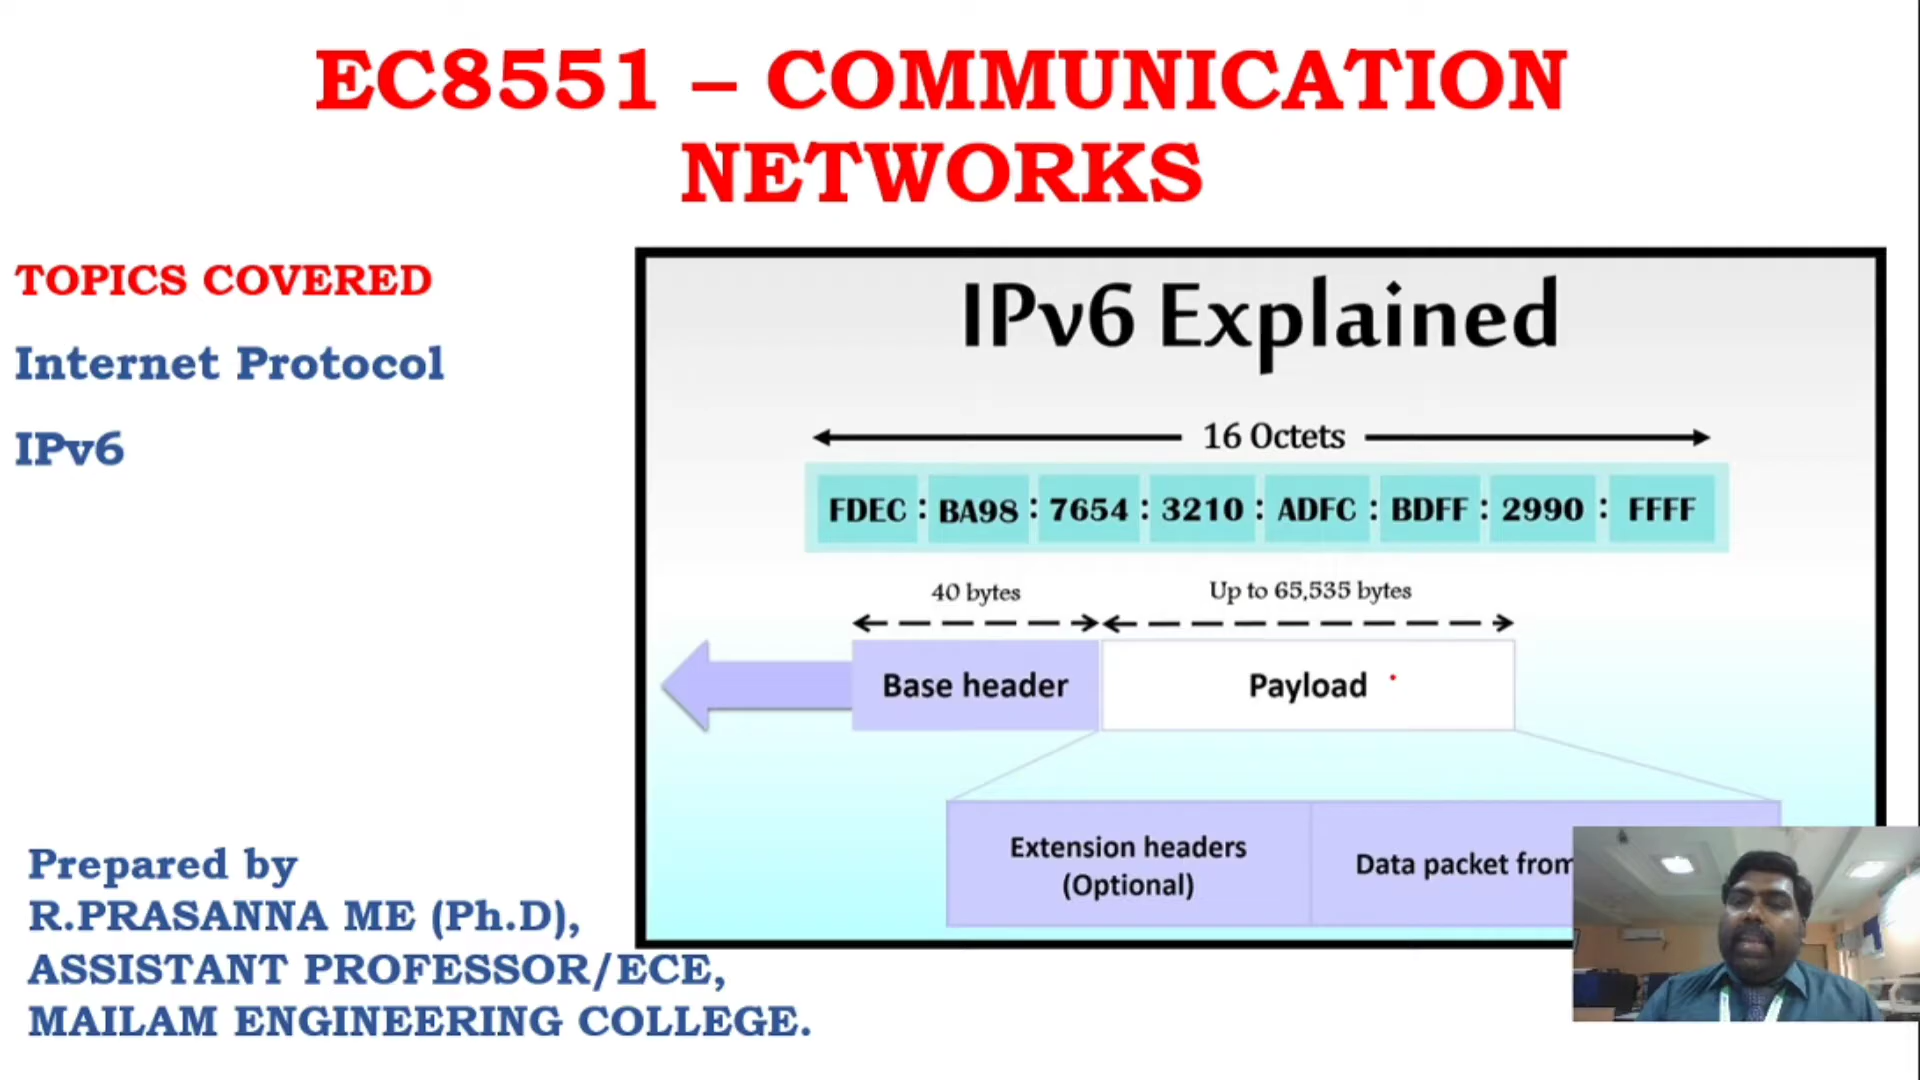 EC8551 – COMMUNICATION
NETWORKS
TOPICS COVERED
Internet Protocol
IPv6
IPv6 Explained
16 Octets
FDEC : BA98 : 7654 : 3210 : ADFC : BDFF : 2990 : FFFF
40 bytes
Up to 65,535 bytes
Base header
Payload
Extension headers
(Optional)
Data packet from
Prepared by
R.PRASANNA ME (Ph.D),
ASSISTANT PROFESSOR/ECE,
MAILAM ENGINEERING COLLEGE.